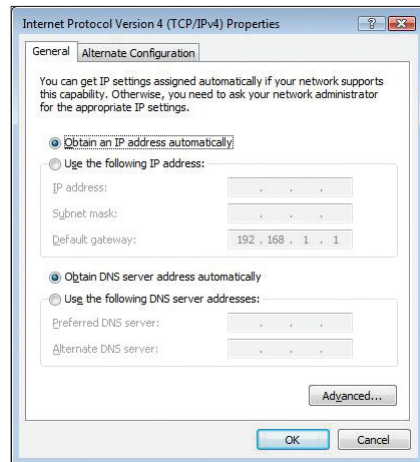 Internet Protocol Version 4 (TCP/IPv4) Properties
General
Alternate Configuration
You can get IP settings assigned automatically if your network supports
this capability. Otherwise, you need to ask your network administrator
for the appropriate IP settings.
Obtain an IP address automatically
Use the following IP address:
IP address:
Subnet mask:
Default gateway: 192 . 168 . 1 . 1
Obtain DNS server address automatically
Use the following DNS server addresses:
Preferred DNS server:
Alternate DNS server:
Advanced...
OK
Cancel